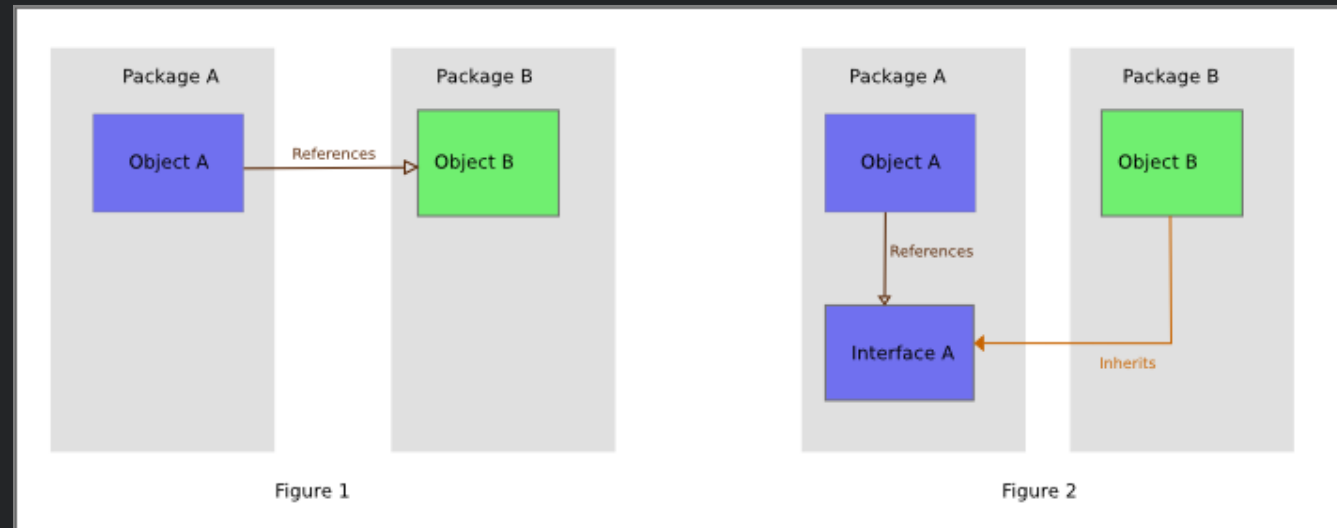 Package A
Package B
Object A
References
Object B
Figure 1
Package A
Package B
Object A
Object B
References
Interface A
Inherits
Figure 2